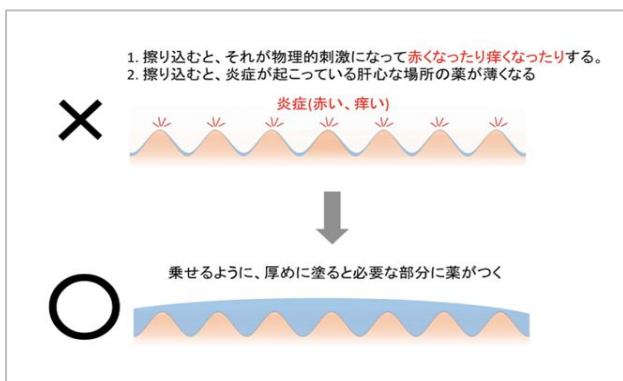 1. 擦り込むと、それが物理的刺激になって赤くなったり痒くなったりする。
2. 擦り込むと、炎症が起こっている肝心な場所の薬が薄くなる
炎症(赤い、痒い)
乗せるように、厚めに塗ると必要な部分に薬がつく